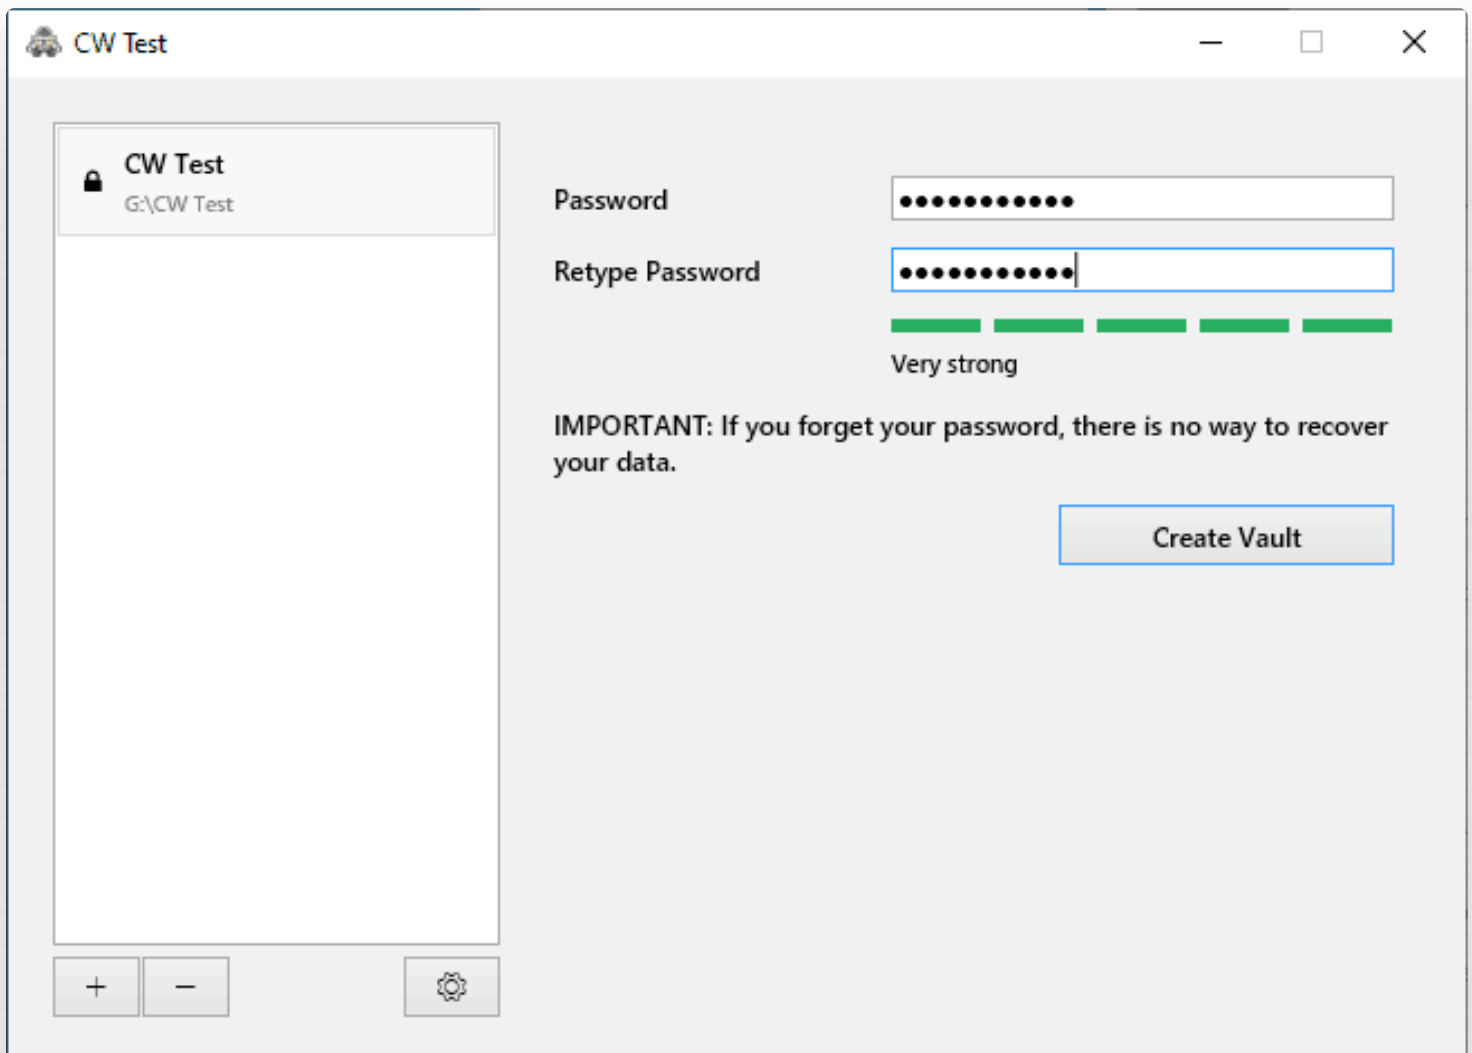 CW Test
CW Test
G:\CW Test
Password
●●●●●●●●●●●
Retype Password
●●●●●●●●●●●
Very strong
IMPORTANT: If you forget your password, there is no way to recover
your data.
Create Vault
+ −